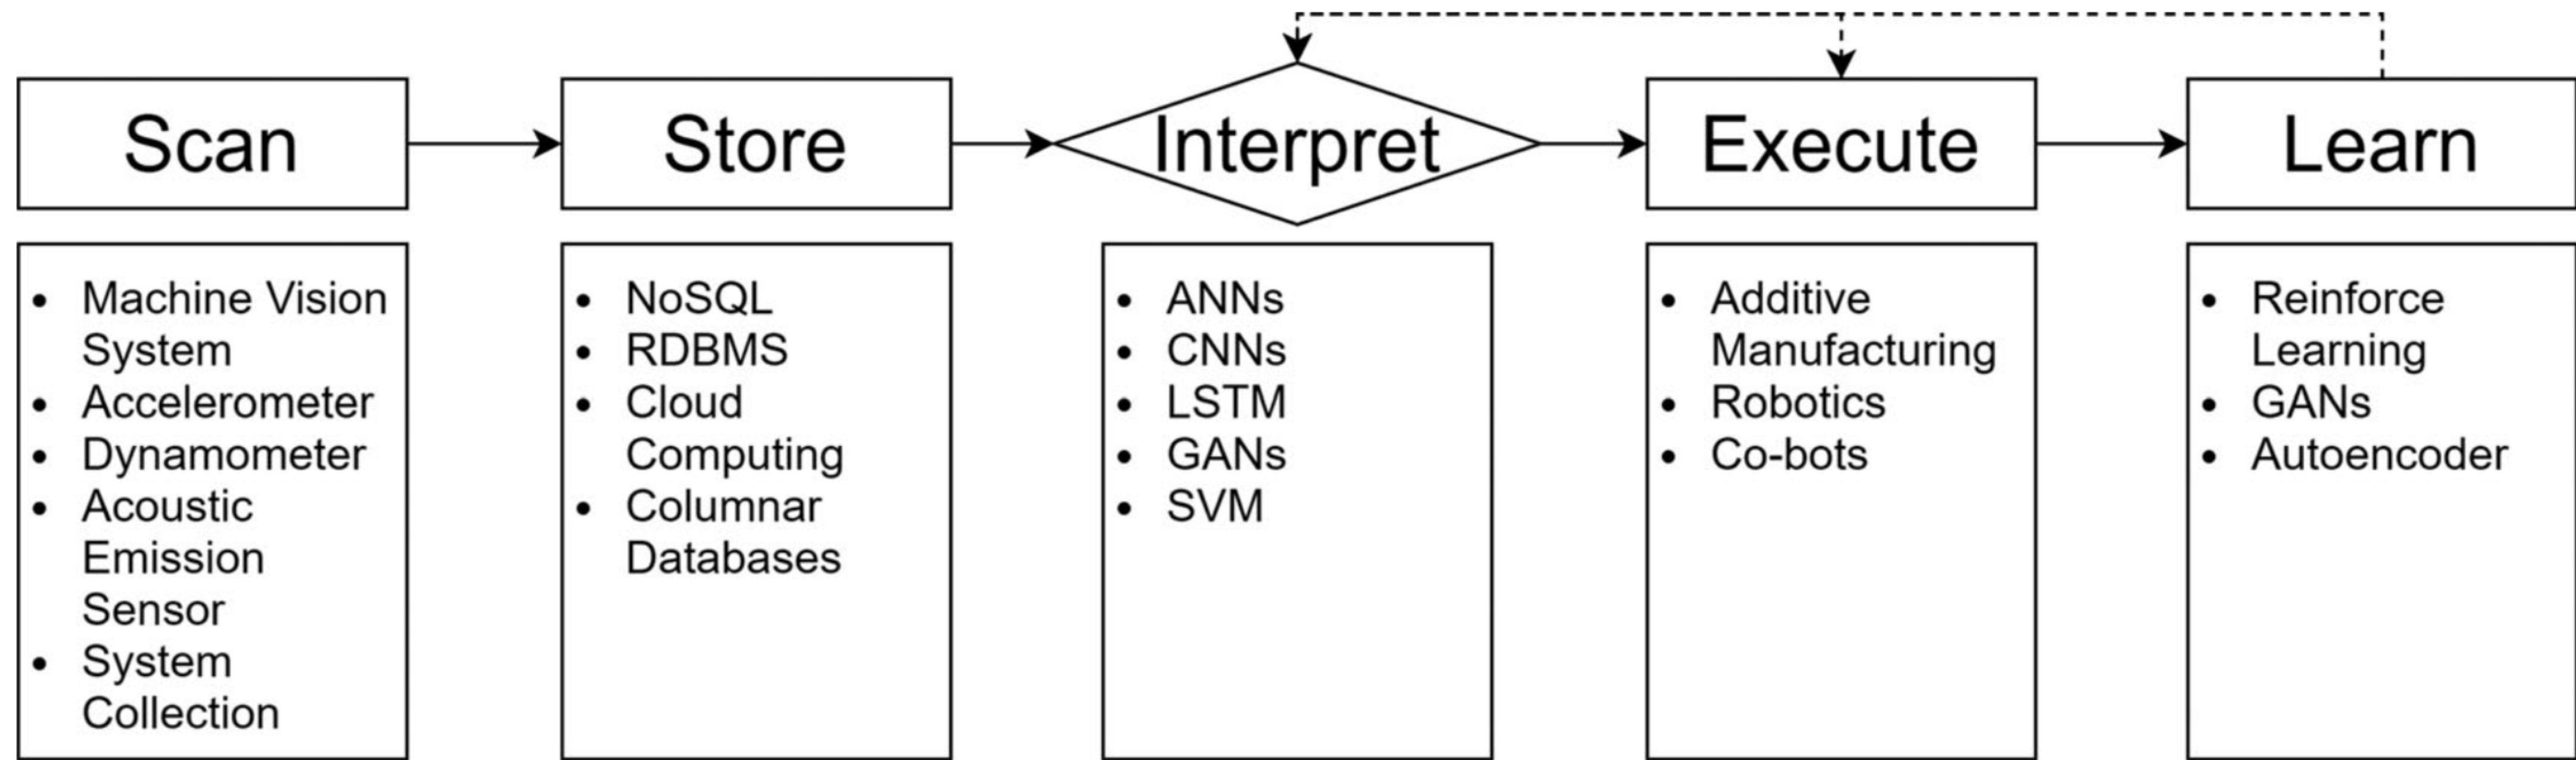 Scan
Store
Interpret
Execute
Learn
• Machine Vision
System
• Accelerometer
• Dynamometer
• Acoustic
Emission
Sensor
• System
Collection
• NoSQL
• RDBMS
• Cloud
Computing
• Columnar
Databases
• ANNs
• CNNs
• LSTM
• GANs
• SVM
• Additive
Manufacturing
• Robotics
• Co-bots
• Reinforce
Learning
• GANs
• Autoencoder